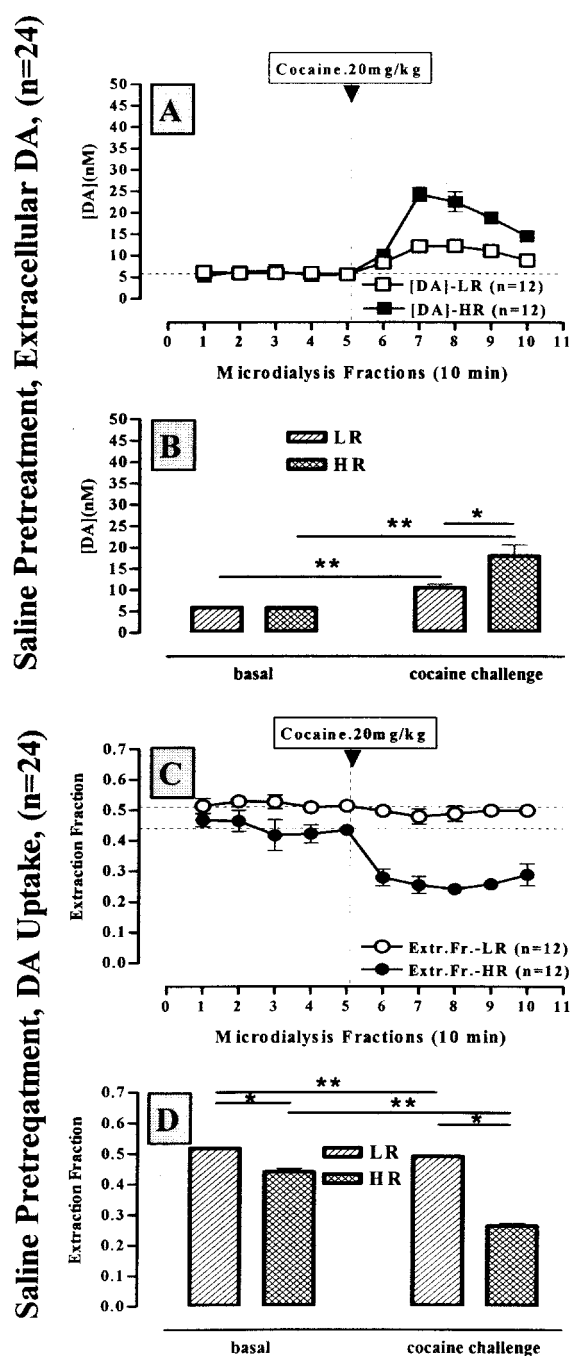 Saline Pretreatment, Extracellular DA, (n=24)
Cocaine.20mg/kg
A
50
45
40
35
30
25
20
15
10
5
0
[DA](nM)
[DA]-LR (n=12)
[DA]-HR (n=12)
0 1 2 3 4 5 6 7 8 9 10 11
Microdialysis Fractions (10 min)
B
50
45
40
35
30
25
20
15
10
5
0
[DA](nM)
LR
HR
** *
**
basal cocaine challenge
Saline Pretreqatment, DA Uptake, (n=24)
Cocaine.20mg/kg
C
0.7
0.6
0.5
0.4
0.3
0.2
0.1
0.0
Extraction Fraction
Extr.Fr.-LR (n=12)
Extr.Fr.-HR (n=12)
0 1 2 3 4 5 6 7 8 9 10 11
Microdialysis Fractions (10 min)
D
0.7
0.6
0.5
0.4
0.3
0.2
0.1
0.0
Extraction Fraction
**
* **
*
LR
HR
basal cocaine challenge